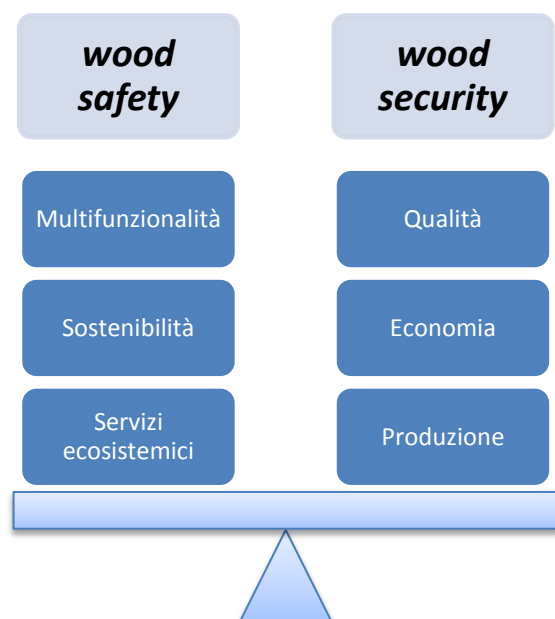 wood
safety
wood
security
Multifunzionalità
Qualità
Sostenibilità
Economia
Servizi
ecosistemici
Produzione